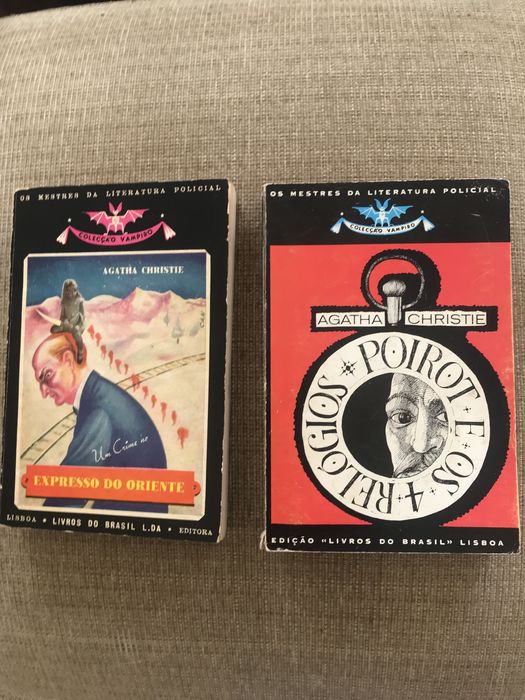 OS MESTRES DA LITERATURA POLICIAL
COLECÇÃO VAMPIRO
AGATHA CHRISTIE
Um Crime no
EXPRESSO DO ORIENTE
LISBOA * LIVROS DO BRASIL L.DA * EDITORA
OS MESTRES DA LITERATURA POLICIAL
COLECÇÃO VAMPIRO
AGATHA CHRISTIE
POIROT E OS 4 RELÓGIOS
EDIÇÃO «LIVROS DO BRASIL» LISBOA